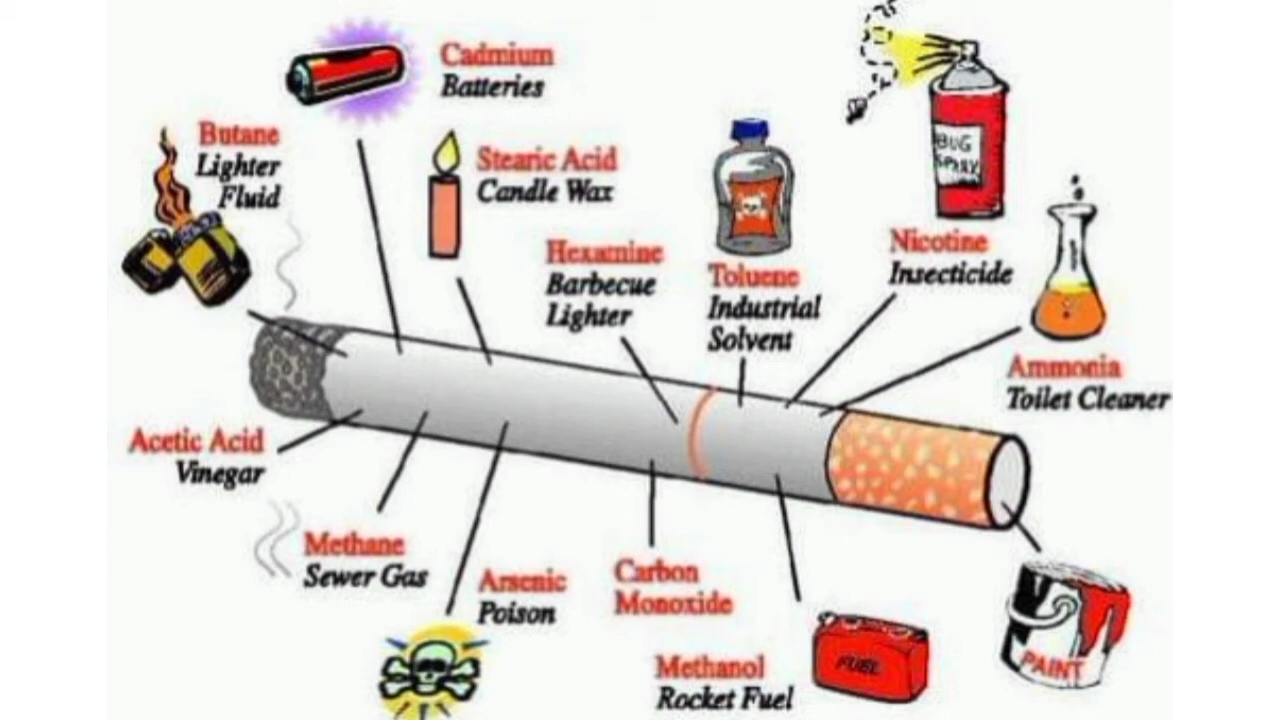 Cadmium
Batteries
Butane
Lighter
Fluid
Stearic Acid
Candle Wax
BUG
SPRAY
Hexamine
Barbecue
Lighter
Toluene
Industrial
Solvent
Nicotine
Insecticide
Ammonia
Toilet Cleaner
Acetic Acid
Vinegar
Methane
Sewer Gas
Arsenic
Poison
Carbon
Monoxide
Methanol
Rocket Fuel
FUEL
PAINT